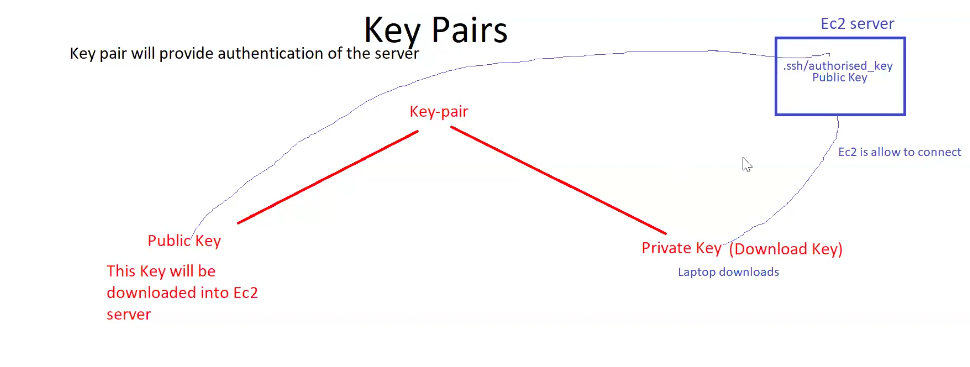 Key Pairs
Ec2 server
Key pair will provide authentication of the server
.ssh/authorised_key
Public Key
Key-pair
Ec2 is allow to connect
Public Key
Private Key (Download Key)
This Key will be
downloaded into Ec2
server
Laptop downloads